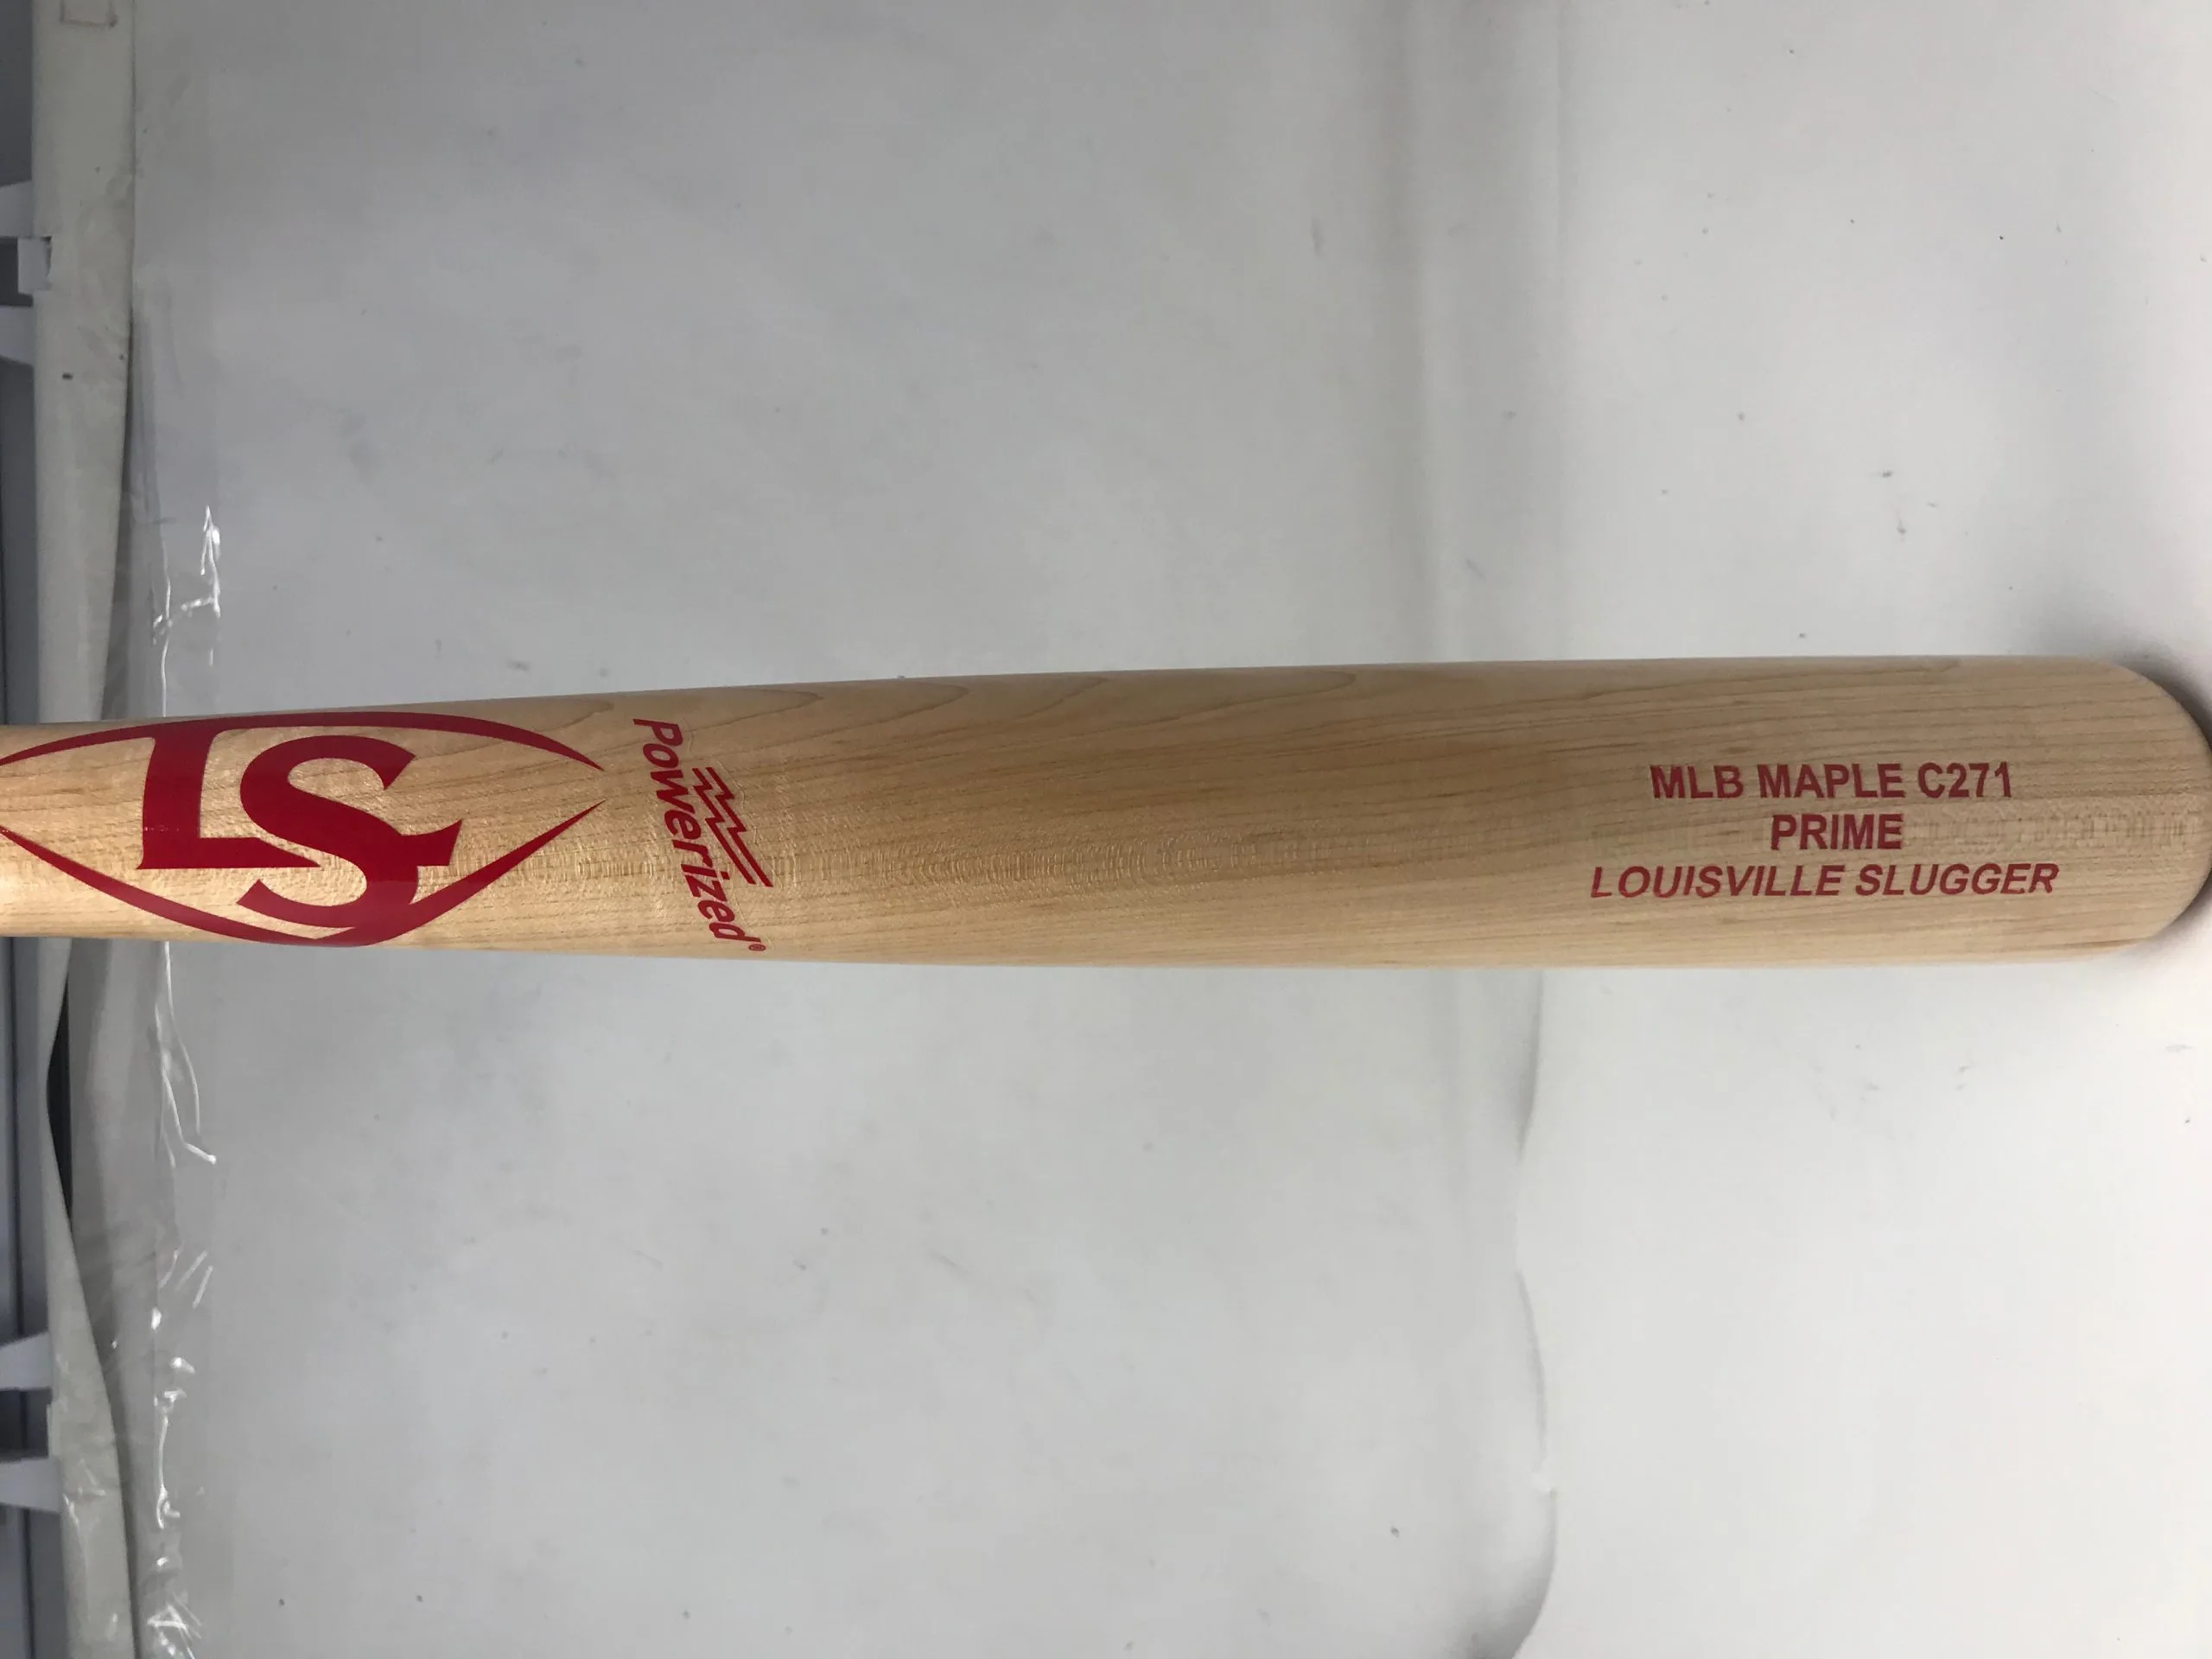 LS
Powerized®
MLB MAPLE C271
PRIME
LOUISVILLE SLUGGER